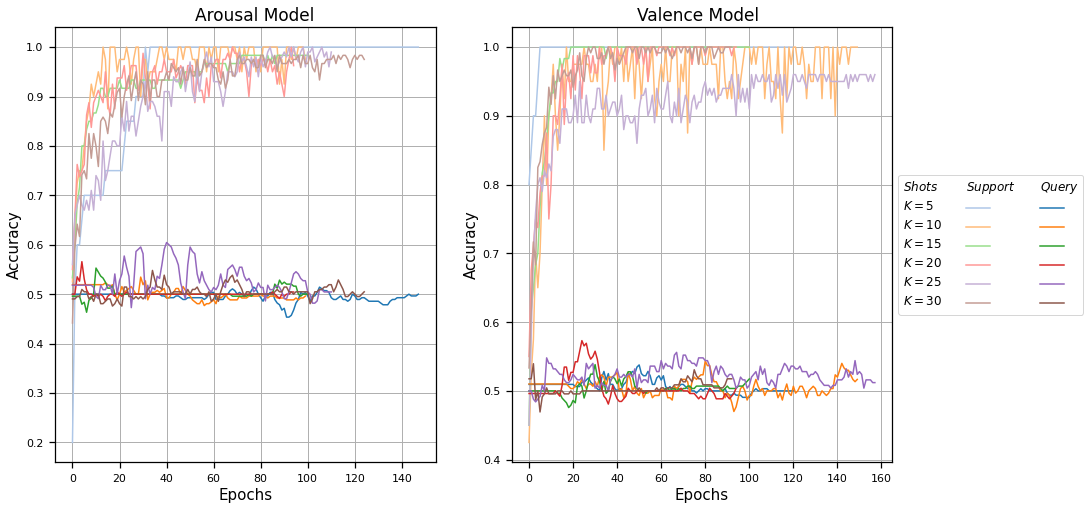 Arousal Model
Accuracy
1.0
0.9
0.8
0.7
0.6
0.5
0.4
0.3
0.2
0 20 40 60 80 100 120 140
Epochs
Valence Model
Accuracy
1.0
0.9
0.8
0.7
0.6
0.5
0.4
0 20 40 60 80 100 120 140 160
Epochs
Shots Support Query
K = 5
K = 10
K = 15
K = 20
K = 25
K = 30